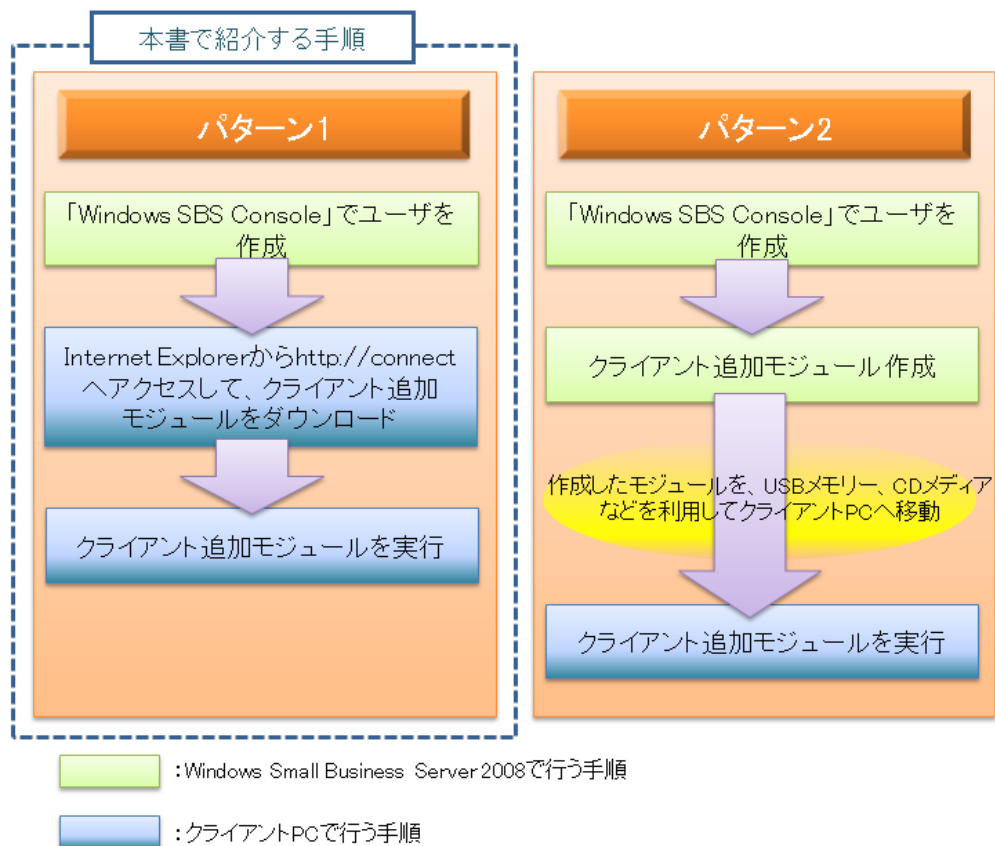 本書で紹介する手順
パターン1
「Windows SBS Console」でユーザを
作成
Internet Explorerからhttp://connect
へアクセスして、クライアント追加
モジュールをダウンロード
クライアント追加モジュールを実行
パターン2
「Windows SBS Console」でユーザを
作成
クライアント追加モジュール作成
作成したモジュールを、USBメモリー、CDメディア
などを利用してクライアントPCへ移動
クライアント追加モジュールを実行
:Windows Small Business Server2008で行う手順
:クライアントPCで行う手順